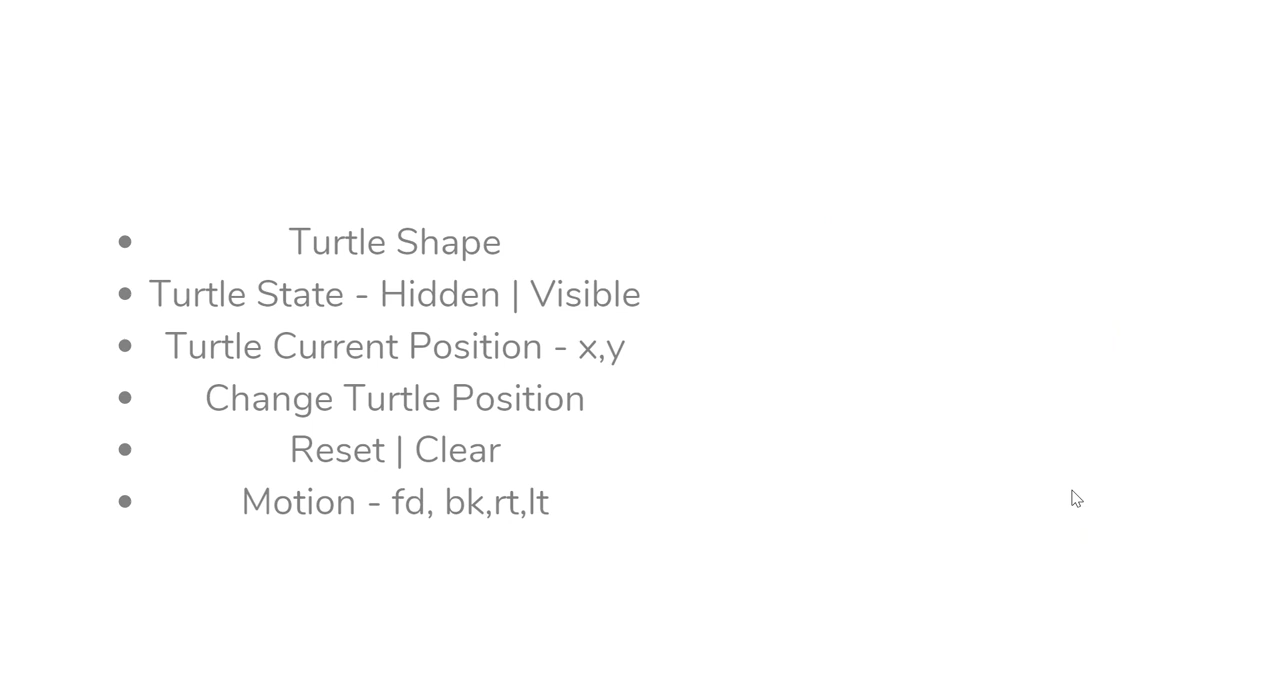 • Turtle Shape
• Turtle State - Hidden | Visible
• Turtle Current Position - x,y
• Change Turtle Position
• Reset | Clear
• Motion - fd, bk,rt,lt